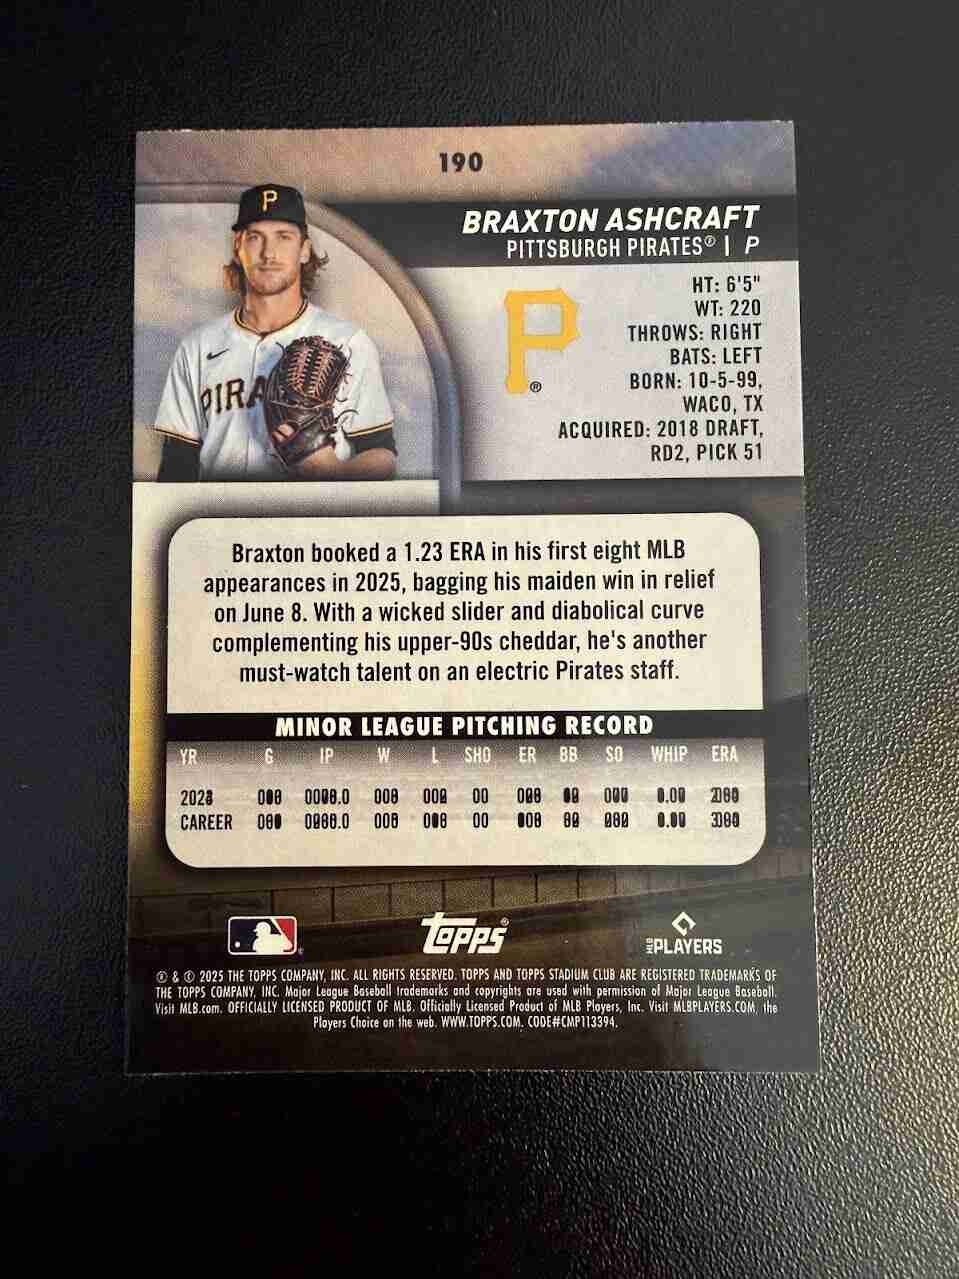 190
BRAXTON ASHCRAFT
PITTSBURGH PIRATES® | P
HT: 6'5"
WT: 220
THROWS: RIGHT
BATS: LEFT
BORN: 10-5-99,
WACO, TX
ACQUIRED: 2018 DRAFT,
RD2, PICK 51
P
PIRA
P®
Braxton booked a 1.23 ERA in his first eight MLB
appearances in 2025, bagging his maiden win in relief
on June 8. With a wicked slider and diabolical curve
complementing his upper-90s cheddar, he's another
must-watch talent on an electric Pirates staff.
MINOR LEAGUE PITCHING RECORD
YR G IP W L SHO ER BB SO WHIP ERA
00
CAREER 00
TOPPS®
MLB PLAYERS
® & © 2025 THE TOPPS COMPANY, INC. ALL RIGHTS RESERVED. TOPPS AND TOPPS STADIUM CLUB ARE REGISTERED TRADEMARKS OF
THE TOPPS COMPANY, INC. Major League Baseball trademarks and copyrights are used with permission of Major League Baseball.
Visit MLB.com. OFFICIALLY LICENSED PRODUCT OF MLB. Officially Licensed Product of MLB Players, Inc. Visit MLBPLAYERS.COM, the
Players Choice on the web. WWW.TOPPS.COM. CODE#CMP113394.